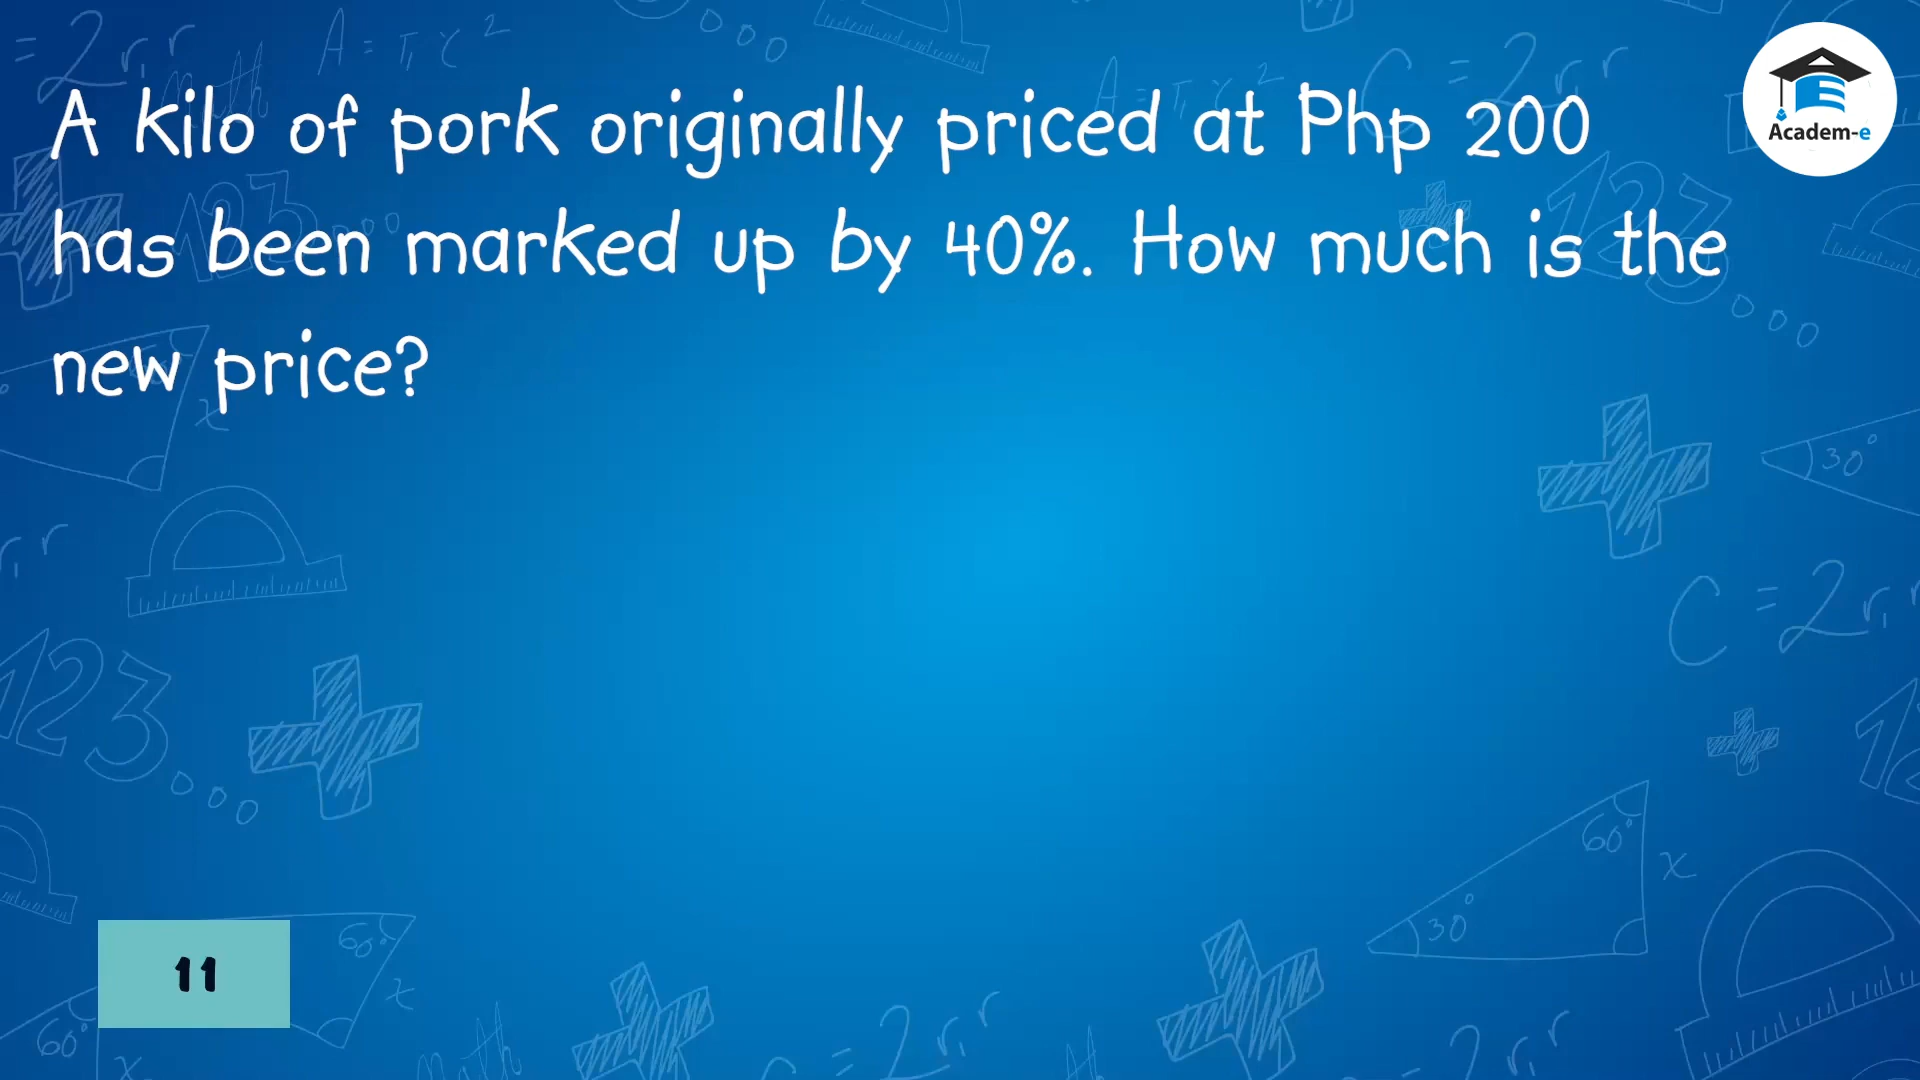 A kilo of pork originally priced at Php 200
has been marked up by 40%. How much is the
new price?
Academ-e
11